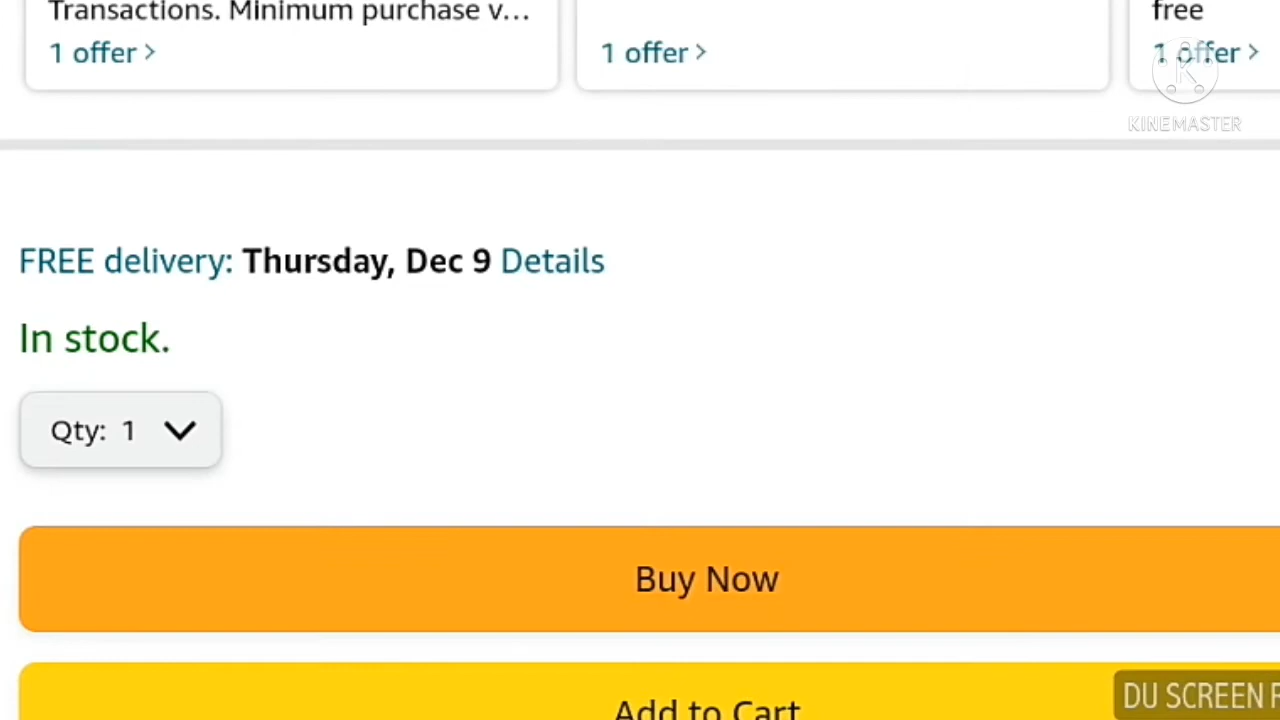 Transactions. Minimum purchase v...
free
1 offer >
1 offer >
1 offer >
K
KINEMASTER
FREE delivery: Thursday, Dec 9 Details
In stock.
Qty: 1
Buy Now
Add to Cart
DU SCREEN